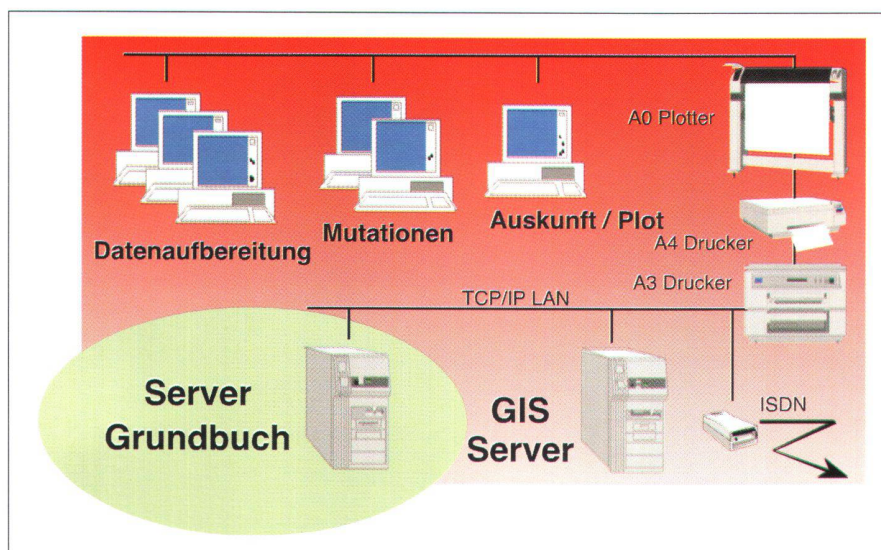 A0 Plotter
Datenaufbereitung
Mutationen
Auskunft / Plot
A4 Drucker
A3 Drucker
TCP/IP LAN
Server
Grundbuch
GIS
Server
ISDN